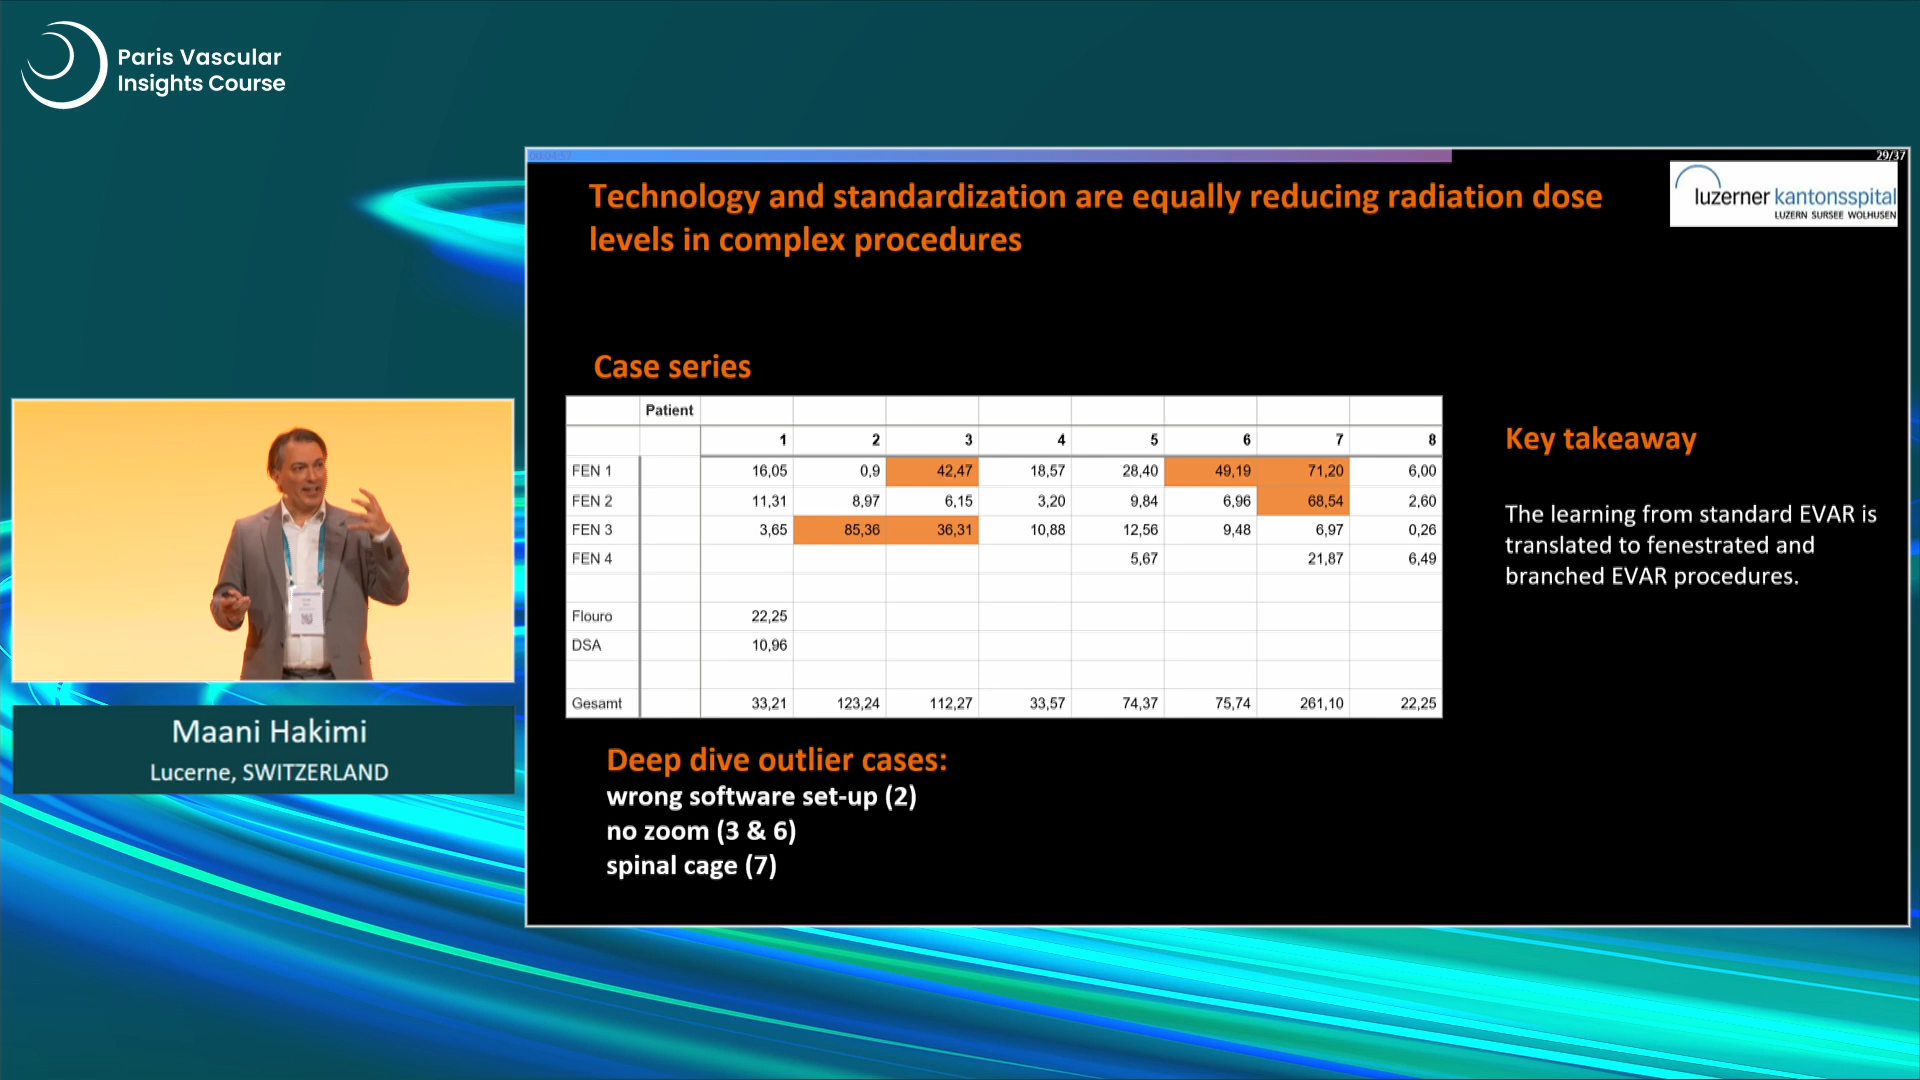 Paris Vascular
Insights Course
29/37
Technology and standardization are equally reducing radiation dose
levels in complex procedures
luzerner kantonsspital
LUZERN SURSEE WOLHUSEN
Case series
Patient
1 2 3 4 5 6 7 8
FEN 1 16,05 0,9 42,47 18,57 28,40 49,19 71,20 6,00
FEN 2 11,31 8,97 6,15 3,20 9,84 6,96 68,54 2,60
FEN 3 3,65 85,36 36,31 10,88 12,56 9,48 6,97 0,26
FEN 4 5,67 21,87 6,49
Flouro 22,25
DSA 10,96
Gesamt 33,21 123,24 112,27 33,57 74,37 75,74 261,10 22,25
Key takeaway
The learning from standard EVAR is
translated to fenestrated and
branched EVAR procedures.
Deep dive outlier cases:
wrong software set-up (2)
no zoom (3 & 6)
spinal cage (7)
Maani Hakimi
Lucerne, SWITZERLAND